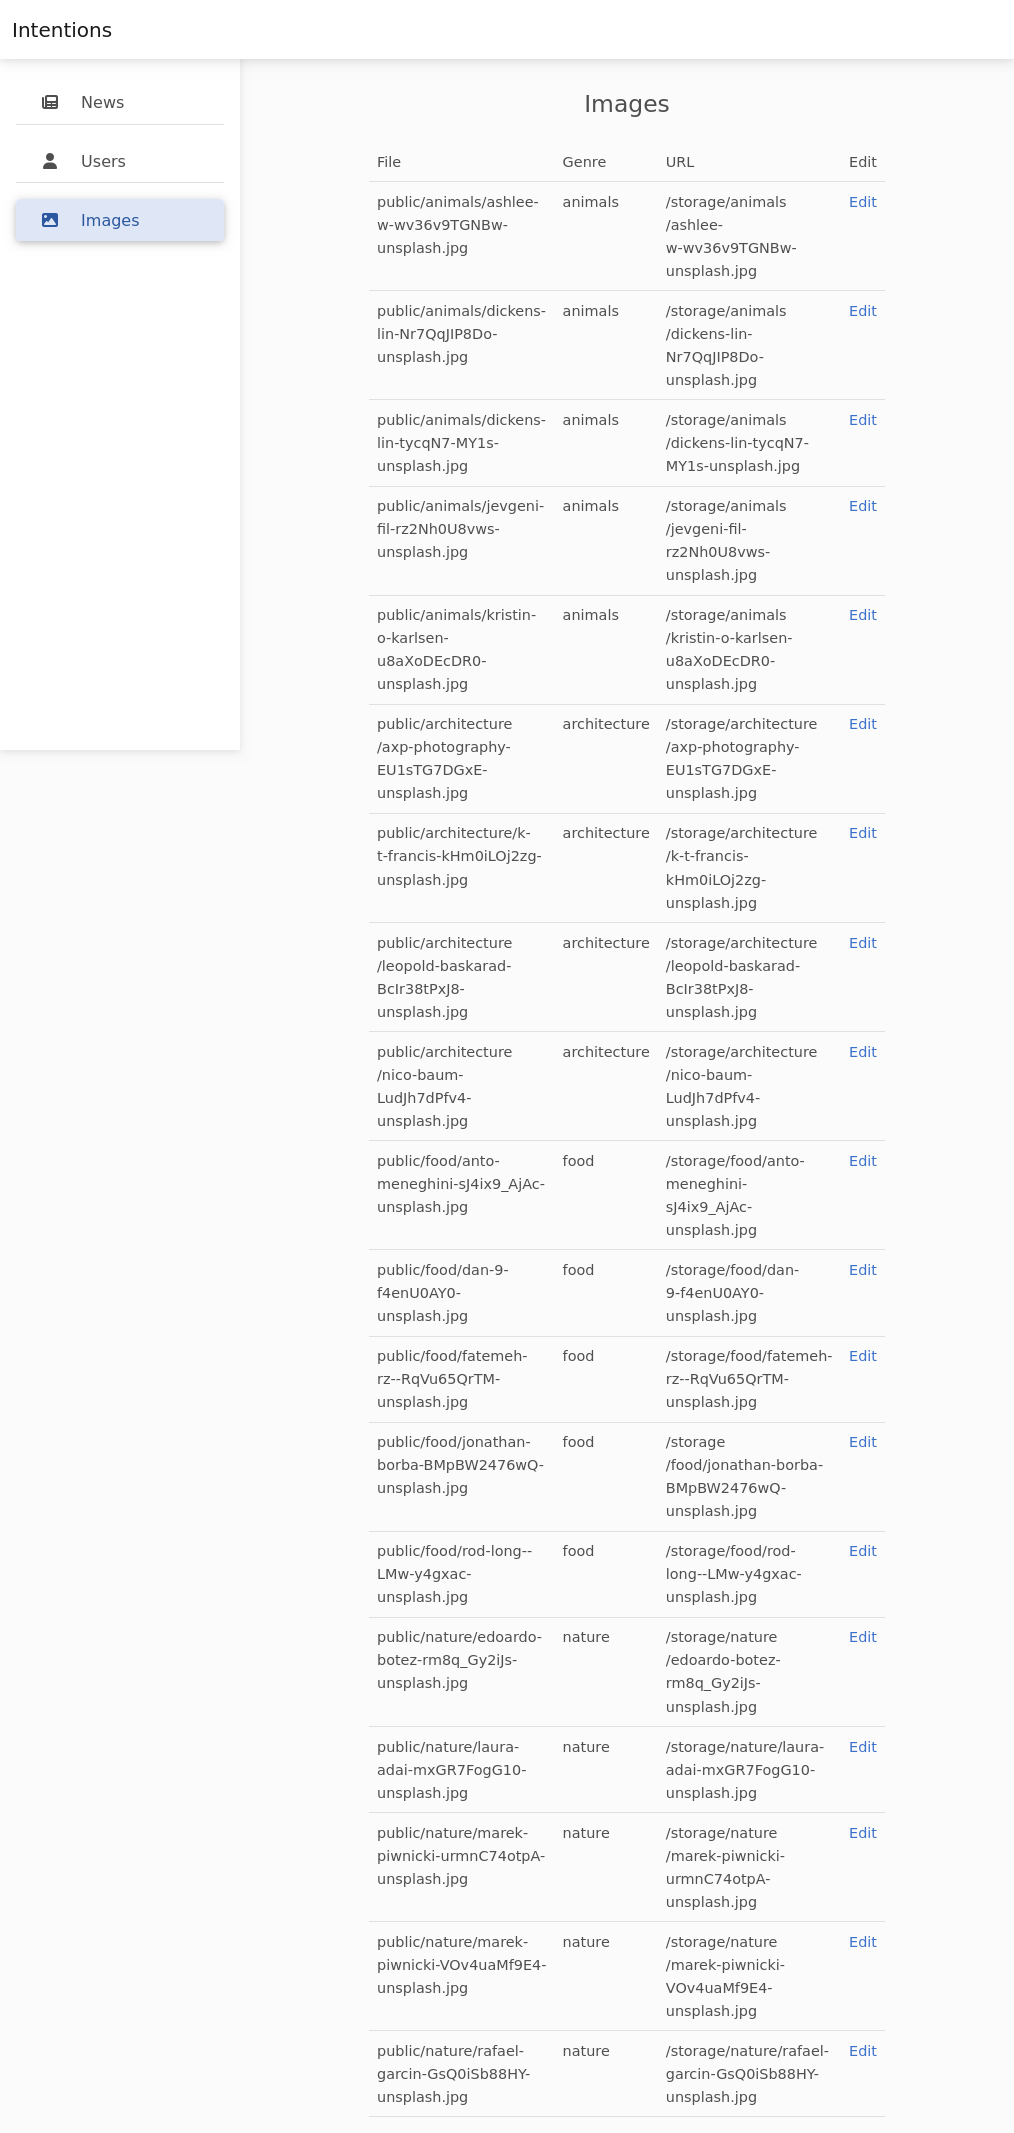 Intentions
News
Users
Images
Images
File Genre URL Edit
public/animals/ashlee- animals /storage/animals Edit
w-wv36v9TGNBw- /ashlee-
unsplash.jpg w-wv36v9TGNBw-
unsplash.jpg
public/animals/dickens- animals /storage/animals Edit
lin-Nr7QqJIP8Do- /dickens-lin-
unsplash.jpg Nr7QqJIP8Do-
unsplash.jpg
public/animals/dickens- animals /storage/animals Edit
lin-tycqN7-MY1s- /dickens-lin-tycqN7-
unsplash.jpg MY1s-unsplash.jpg
public/animals/jevgeni- animals /storage/animals Edit
fil-rz2Nh0U8vws- /jevgeni-fil-
unsplash.jpg rz2Nh0U8vws-
unsplash.jpg
public/animals/kristin- animals /storage/animals Edit
o-karlsen- /kristin-o-karlsen-
u8aXoDEcDR0- u8aXoDEcDR0-
unsplash.jpg unsplash.jpg
public/architecture architecture /storage/architecture Edit
/axp-photography- /axp-photography-
EU1sTG7DGxE- EU1sTG7DGxE-
unsplash.jpg unsplash.jpg
public/architecture/k- architecture /storage/architecture Edit
t-francis-kHm0iLOj2zg- /k-t-francis-
unsplash.jpg kHm0iLOj2zg-
unsplash.jpg
public/architecture architecture /storage/architecture Edit
/leopold-baskarad- /leopold-baskarad-
BcIr38tPxJ8- BcIr38tPxJ8-
unsplash.jpg unsplash.jpg
public/architecture architecture /storage/architecture Edit
/nico-baum- /nico-baum-
LudJh7dPfv4- LudJh7dPfv4-
unsplash.jpg unsplash.jpg
public/food/anto- food /storage/food/anto- Edit
meneghini-sJ4ix9_AjAc- meneghini-
unsplash.jpg sJ4ix9_AjAc-
unsplash.jpg
public/food/dan-9- food /storage/food/dan- Edit
f4enU0AY0- 9-f4enU0AY0-
unsplash.jpg unsplash.jpg
public/food/fatemeh- food /storage/food/fatemeh- Edit
rz--RqVu65QrTM- rz--RqVu65QrTM-
unsplash.jpg unsplash.jpg
public/food/jonathan- food /storage Edit
borba-BMpBW2476wQ- /food/jonathan-borba-
unsplash.jpg BMpBW2476wQ-
unsplash.jpg
public/food/rod-long-- food /storage/food/rod- Edit
LMw-y4gxac- long--LMw-y4gxac-
unsplash.jpg unsplash.jpg
public/nature/edoardo- nature /storage/nature Edit
botez-rm8q_Gy2iJs- /edoardo-botez-
unsplash.jpg rm8q_Gy2iJs-
unsplash.jpg
public/nature/laura- nature /storage/nature/laura- Edit
adai-mxGR7FogG10- adai-mxGR7FogG10-
unsplash.jpg unsplash.jpg
public/nature/marek- nature /storage/nature Edit
piwnicki-urmnC74otpA- /marek-piwnicki-
unsplash.jpg urmnC74otpA-
unsplash.jpg
public/nature/marek- nature /storage/nature Edit
piwnicki-VOv4uaMf9E4- /marek-piwnicki-
unsplash.jpg VOv4uaMf9E4-
unsplash.jpg
public/nature/rafael- nature /storage/nature/rafael- Edit
garcin-GsQ0iSb88HY- garcin-GsQ0iSb88HY-
unsplash.jpg unsplash.jpg